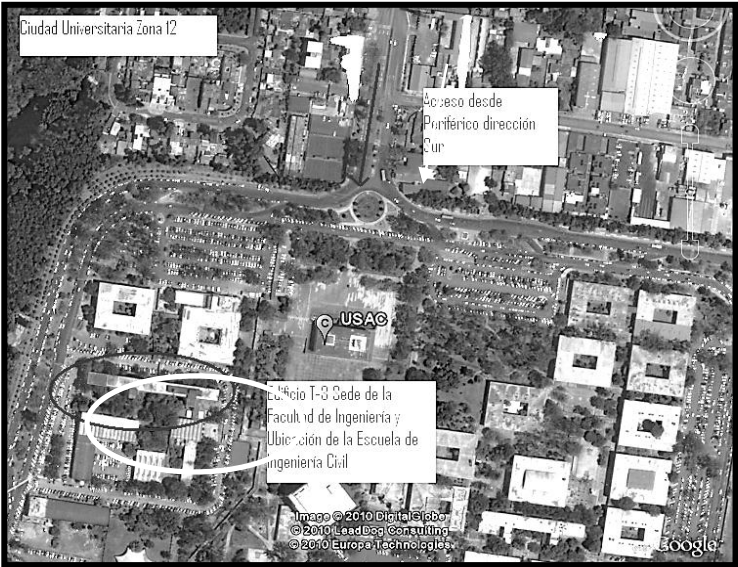 Ciudad Universitaria Zona 12
Acceso desde
Periférico dirección
Sur
USAC
Edificio T-3 Sede de la
Facultad de Ingeniería y
Ubicación de la Escuela de
Ingeniería Civil
Image © 2010 DigitalGlobe
© 2010 LeadDog Consulting
© 2010 Europa Technologies
Google